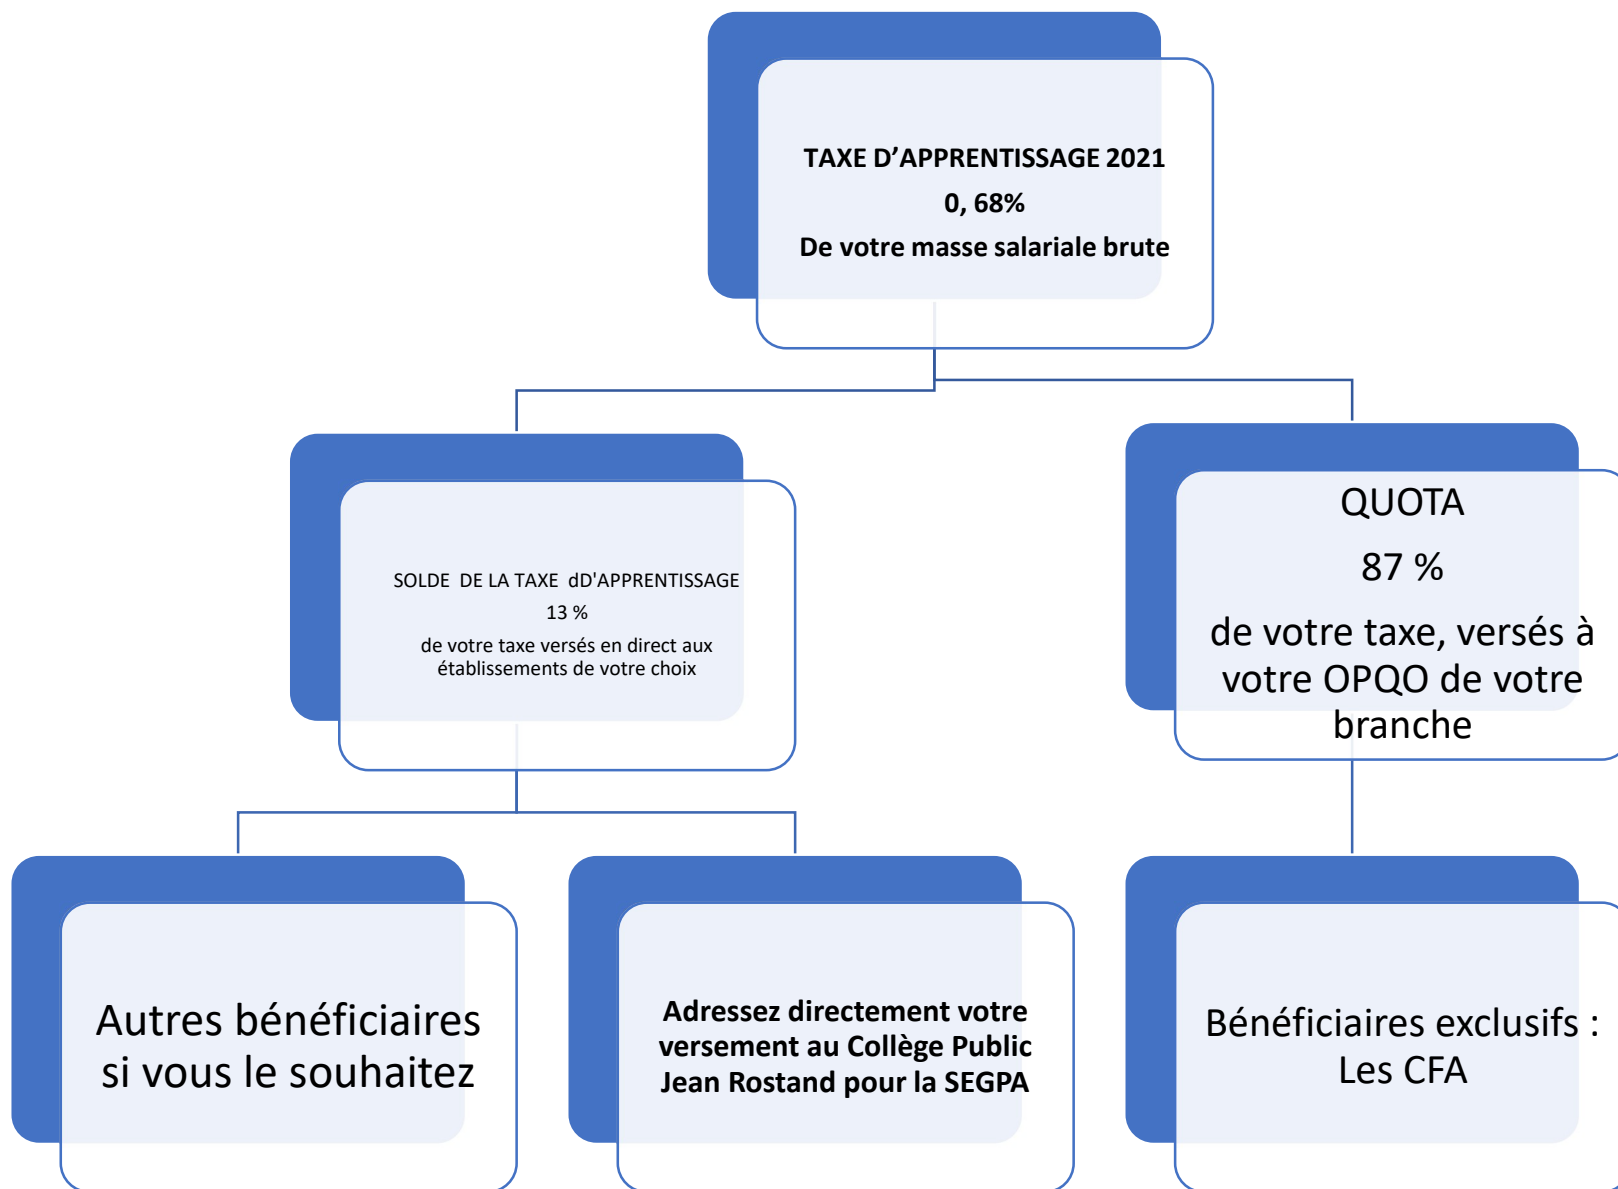 TAXE D’APPRENTISSAGE 2021
0, 68%
De votre masse salariale brute
SOLDE DE LA TAXE dD'APPRENTISSAGE
13 %
de votre taxe versés en direct aux
établissements de votre choix
QUOTA
87 %
de votre taxe, versés à
votre OPQO de votre
branche
Autres bénéficiaires
si vous le souhaitez
Adressez directement votre
versement au Collège Public
Jean Rostand pour la SEGPA
Bénéficiaires exclusifs :
Les CFA